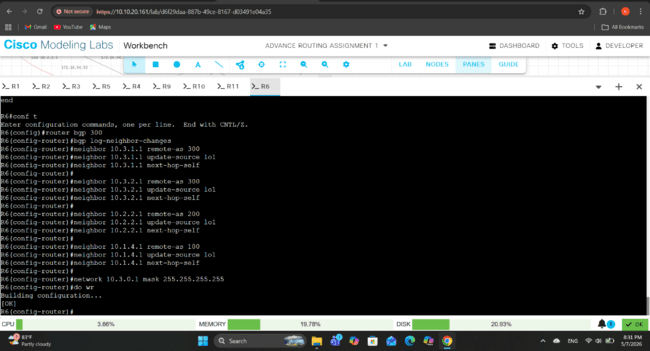 Not secure
https://10.10.20.161/lab/d6f29daa-887b-49ce-8167-d03491e04a35
Gmail YouTube Maps
All Bookmarks
Cisco Modeling Labs Workbench ADVANCE ROUTING ASSIGNMENT 1 DASHBOARD TOOLS DEVELOPER
LAB NODES PANES GUIDE
R1 R2 R3 R5 R4 R9 R10 R11 R6
end
R6#conf t
Enter configuration commands, one per line. End with CNTL/Z.
R6(config)#router bgp 300
R6(config-router)#bgp log-neighbor-changes
R6(config-router)#neighbor 10.3.1.1 remote-as 300
R6(config-router)#neighbor 10.3.1.1 update-source lo1
R6(config-router)#neighbor 10.3.1.1 next-hop-self
R6(config-router)#
R6(config-router)#neighbor 10.3.2.1 remote-as 300
R6(config-router)#neighbor 10.3.2.1 update-source lo1
R6(config-router)#neighbor 10.3.2.1 next-hop-self
R6(config-router)#
R6(config-router)#neighbor 10.2.2.1 remote-as 200
R6(config-router)#neighbor 10.2.2.1 update-source lo1
R6(config-router)#neighbor 10.2.2.1 next-hop-self
R6(config-router)#
R6(config-router)#neighbor 10.1.4.1 remote-as 100
R6(config-router)#neighbor 10.1.4.1 update-source lo1
R6(config-router)#neighbor 10.1.4.1 next-hop-self
R6(config-router)#
R6(config-router)#network 10.3.0.1 mask 255.255.255.255
R6(config-router)#do wr
Building configuration...
[OK]
R6(config-router)#
CPU 3.66% MEMORY 19.78% DISK 20.93% OK
83°F
Partly cloudy
Search
ENG
8:31 PM
5/7/2026